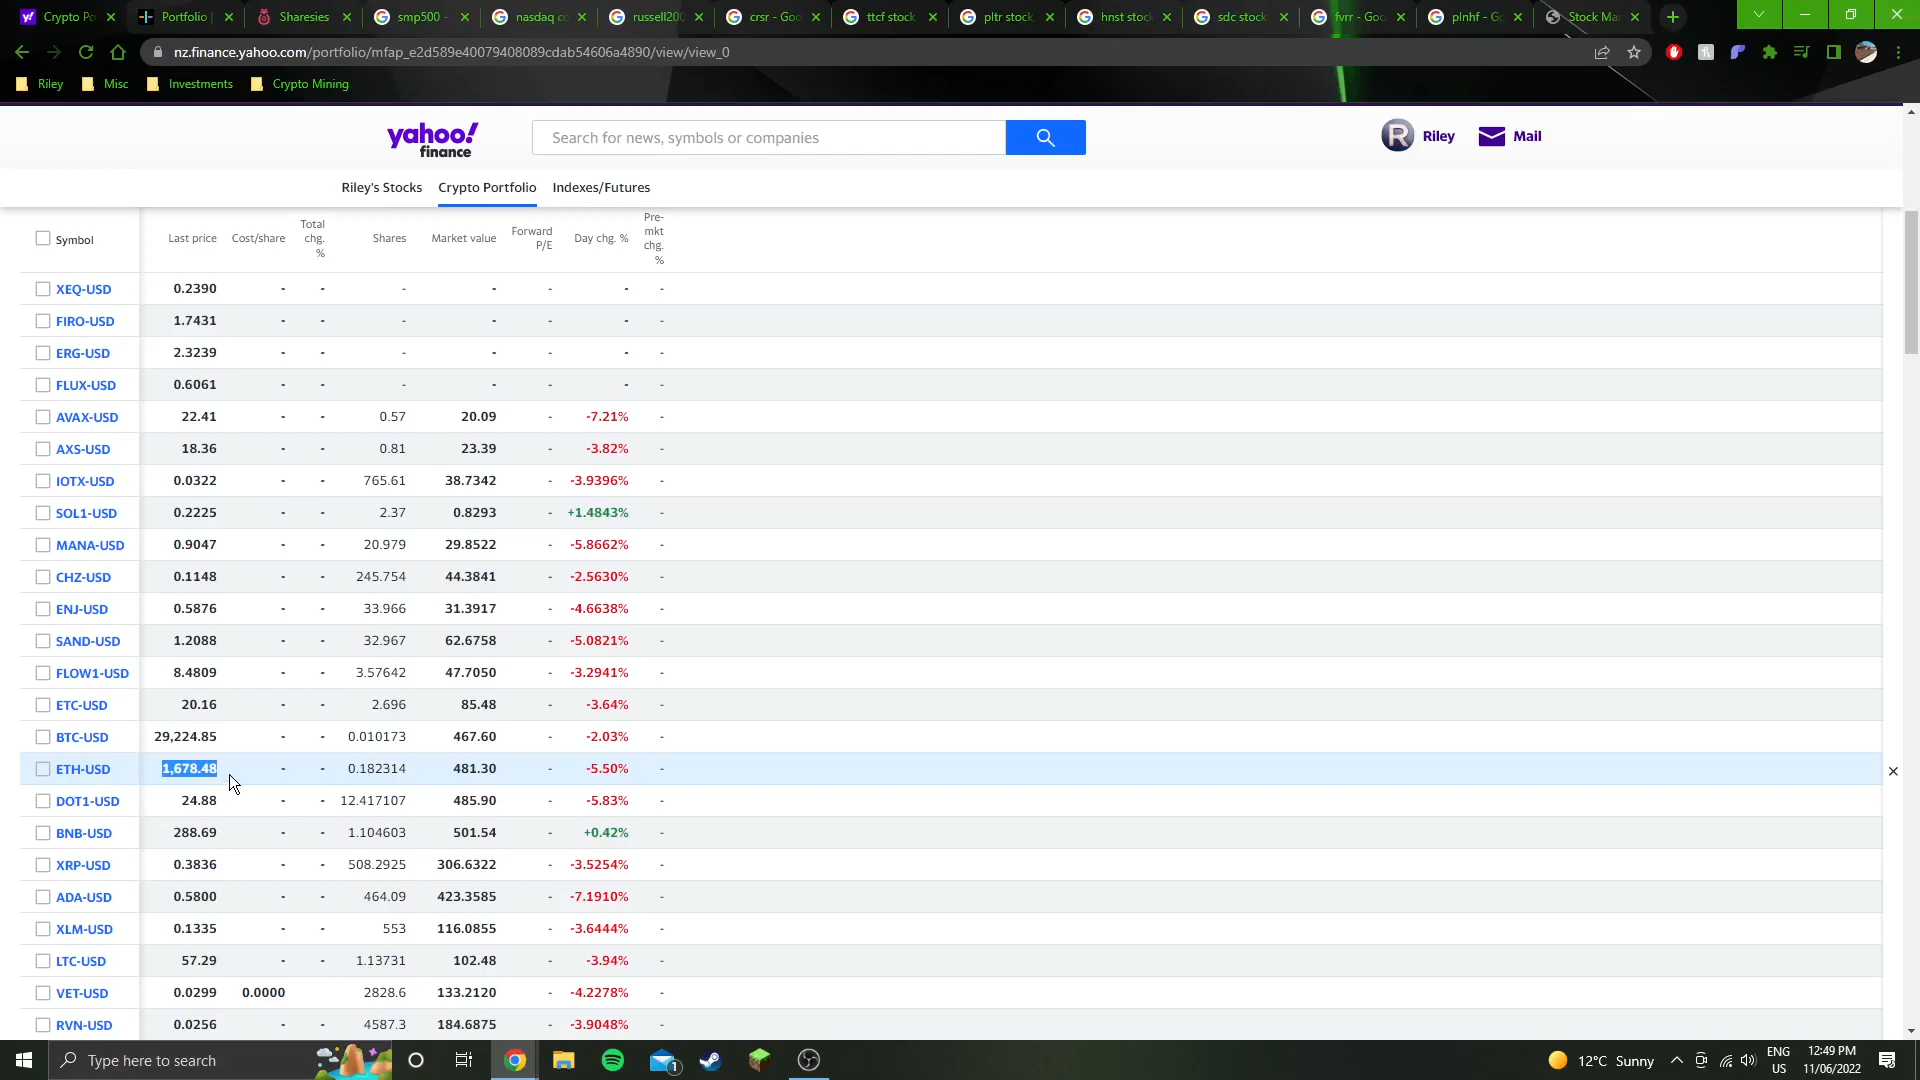 Crypto Po
Portfolio |
Sharesies
smp500 -
nasdaq co
russell200
crsr - Goo
ttcf stock
pltr stock
hnst stock
sdc stock
fvrr - Goo
plnhf - Go
Stock Mar
nz.finance.yahoo.com/portfolio/mfap_e2d589e40079408089cdab54606a4890/view/view_0
Riley Misc Investments Crypto Mining
yahoo!
finance
Search for news, symbols or companies
R Riley Mail
Riley's Stocks Crypto Portfolio Indexes/Futures
Symbol Last price Cost/share Total chg. % Shares Market value Forward P/E Day chg. % Pre-mkt chg. %
XEQ-USD 0.2390 - - - - - - -
FIRO-USD 1.7431 - - - - - - -
ERG-USD 2.3239 - - - - - - -
FLUX-USD 0.6061 - - - - - - -
AVAX-USD 22.41 - - 0.57 20.09 - -7.21% -
AXS-USD 18.36 - - 0.81 23.39 - -3.82% -
IOTX-USD 0.0322 - - 765.61 38.7342 - -3.9396% -
SOL1-USD 0.2225 - - 2.37 0.8293 - +1.4843% -
MANA-USD 0.9047 - - 20.979 29.8522 - -5.8662% -
CHZ-USD 0.1148 - - 245.754 44.3841 - -2.5630% -
ENJ-USD 0.5876 - - 33.966 31.3917 - -4.6638% -
SAND-USD 1.2088 - - 32.967 62.6758 - -5.0821% -
FLOW1-USD 8.4809 - - 3.57642 47.7050 - -3.2941% -
ETC-USD 20.16 - - 2.696 85.48 - -3.64% -
BTC-USD 29,224.85 - - 0.010173 467.60 - -2.03% -
ETH-USD 1,678.48 - - 0.182314 481.30 - -5.50% -
DOT1-USD 24.88 - - 12.417107 485.90 - -5.83% -
BNB-USD 288.69 - - 1.104603 501.54 - +0.42% -
XRP-USD 0.3836 - - 508.2925 306.6322 - -3.5254% -
ADA-USD 0.5800 - - 464.09 423.3585 - -7.1910% -
XLM-USD 0.1335 - - 553 116.0855 - -3.6444% -
LTC-USD 57.29 - - 1.13731 102.48 - -3.94% -
VET-USD 0.0299 0.0000 2828.6 133.2120 - -4.2278% -
RVN-USD 0.0256 - - 4587.3 184.6875 - -3.9048% -
Type here to search
1
12°C Sunny
ENG
US
12:49 PM
11/06/2022